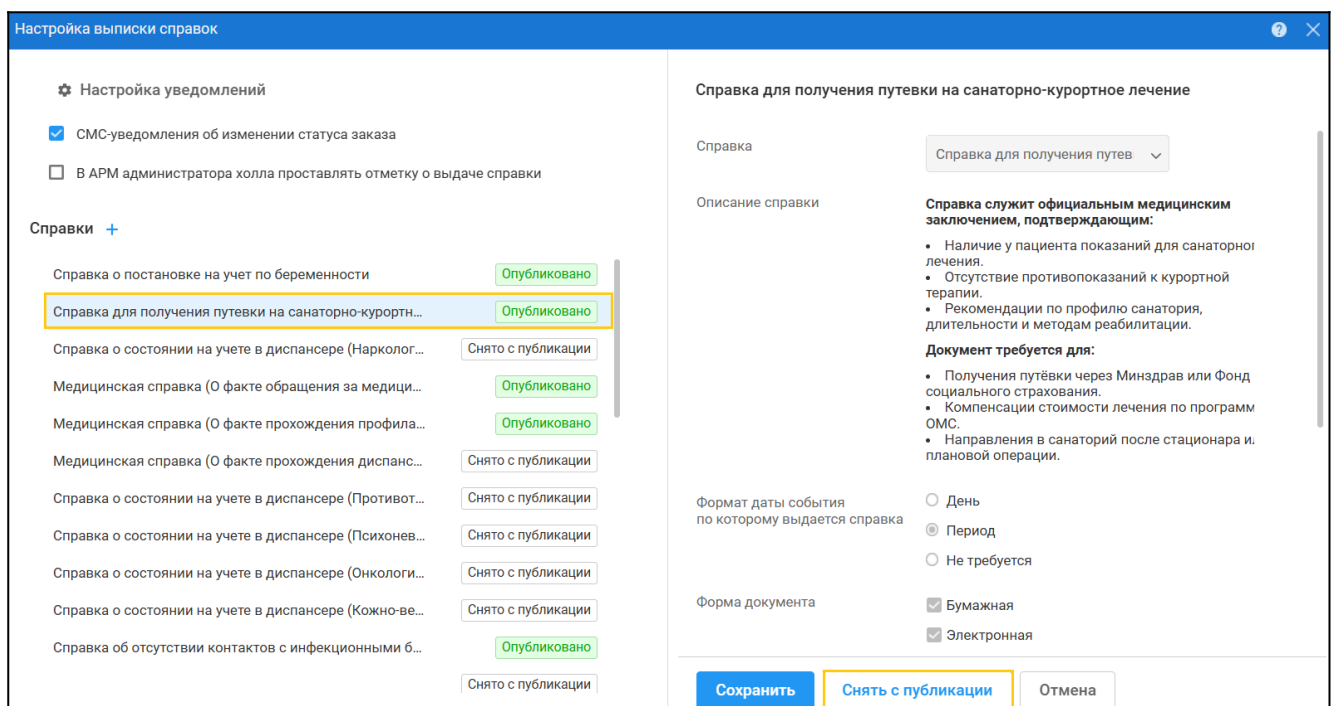 Настройка выписки справок
Настройка уведомлений
СМС-уведомления об изменении статуса заказа
В АРМ администратора холла проставлять отметку о выдаче справки
Справки +
Справка о постановке на учет по беременности Опубликовано
Справка для получения путевки на санаторно-курортн... Опубликовано
Справка о состоянии на учете в диспансере (Нарколог... Снято с публикации
Медицинская справка (О факте обращения за медици... Опубликовано
Медицинская справка (О факте прохождения профила... Опубликовано
Медицинская справка (О факте прохождения диспанс... Снято с публикации
Справка о состоянии на учете в диспансере (Противот... Снято с публикации
Справка о состоянии на учете в диспансере (Психонев... Снято с публикации
Справка о состоянии на учете в диспансере (Онкологи... Снято с публикации
Справка о состоянии на учете в диспансере (Кожно-ве... Снято с публикации
Справка об отсутствии контактов с инфекционными б... Опубликовано
Снято с публикации
Справка для получения путевки на санаторно-курортное лечение
Справка
Справка для получения путев
Описание справки
Справка служит официальным медицинским
заключением, подтверждающим:
• Наличие у пациента показаний для санаторног
лечения.
• Отсутствие противопоказаний к курортной
терапии.
• Рекомендации по профилю санатория,
длительности и методам реабилитации.
Документ требуется для:
• Получения путёвки через Минздрав или Фонд
социального страхования.
• Компенсации стоимости лечения по программ
ОМС.
• Направления в санаторий после стационара и
плановой операции.
Формат даты события
по которому выдается справка
День
Период
Не требуется
Форма документа
Бумажная
Электронная
Сохранить Снять с публикации Отмена